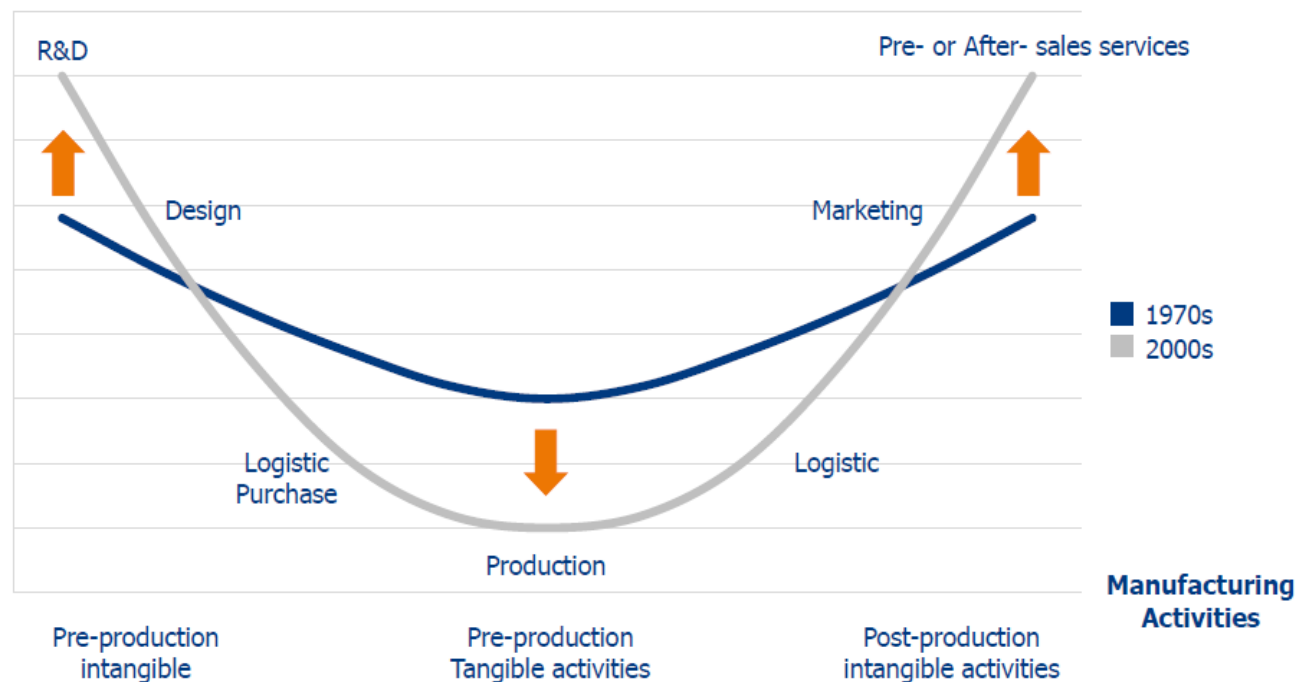 R&D
Pre- or After- sales services
Design
Marketing
1970s
2000s
Logistic
Purchase
Logistic
Production
Manufacturing
Activities
Pre-production
intangible
Pre-production
Tangible activities
Post-production
intangible activities